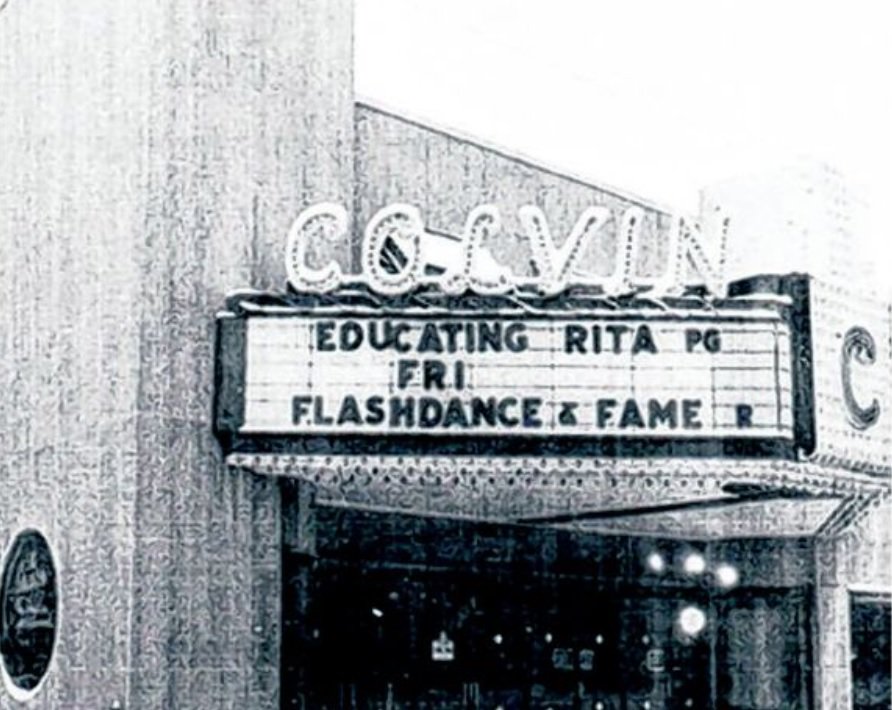 COLVIN
EDUCATING RITA PG
FRI
FLASHDANCE & FAME R
C